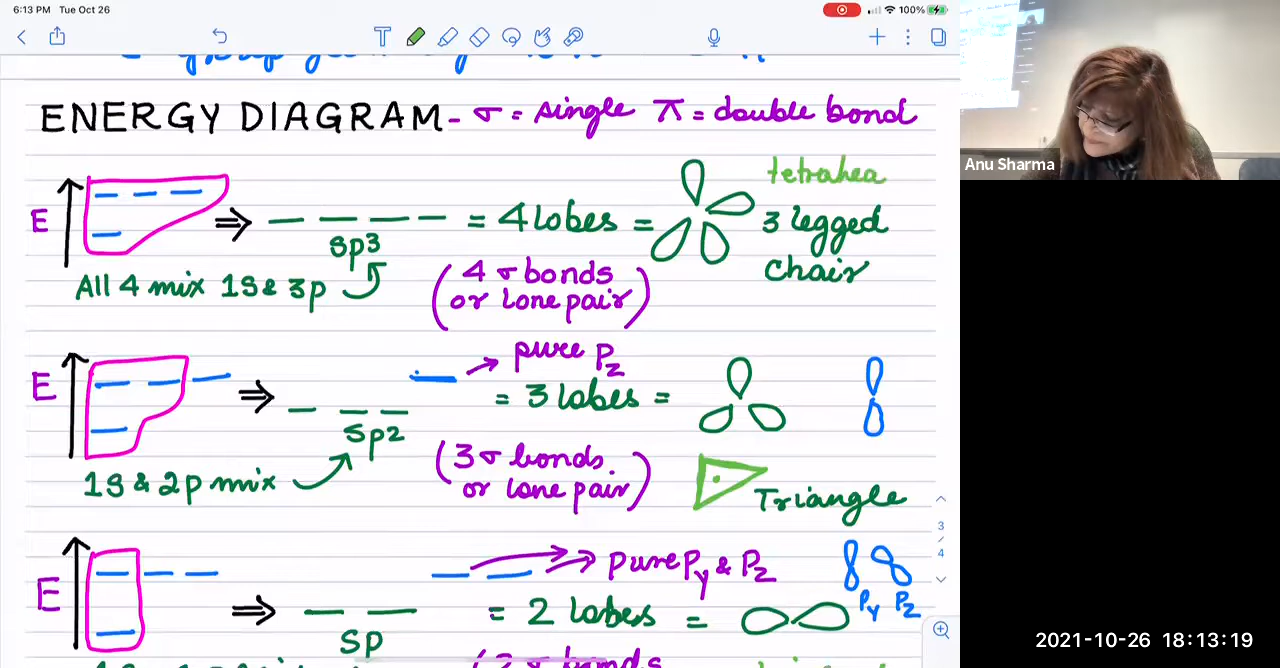 6:13 PM Tue Oct 26
100%
ENERGY DIAGRAM - σ = single π = double bond
Anu Sharma
E
⇒ = 4 lobes =
tetrahea
3 legged
chair
sp3
All 4 mix 1s & 3p
(4 σ bonds
or lone pair)
→ pure Pz
E
⇒ = 3 lobes =
sp2
1s & 2p mix
(3 σ bonds.
or lone pair)
Triangle
3
/
4
→ pure Py & Pz
E
Py Pz
⇒ = 2 lobes =
sp
2021-10-26 18:13:19